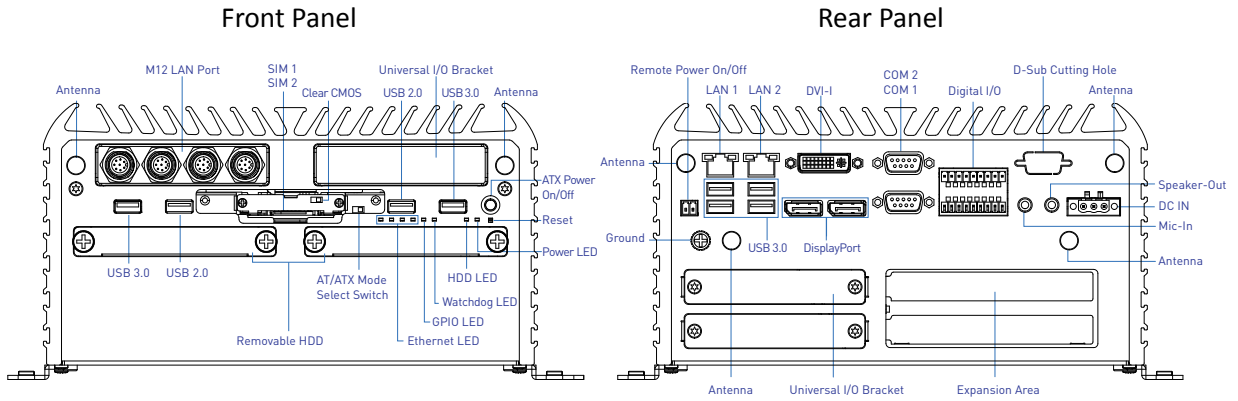 Front Panel
Rear Panel
M12 LAN Port
SIM 1
SIM 2
Universal I/O Bracket
Antenna
Clear CMOS
USB 2.0
USB 3.0
Antenna
ATX Power
On/Off
Reset
Power LED
USB 3.0
USB 2.0
AT/ATX Mode
Select Switch
HDD LED
Watchdog LED
GPIO LED
Removable HDD
Ethernet LED
Remote Power On/Off
COM 2
COM 1
D-Sub Cutting Hole
LAN 1
LAN 2
DVI-I
Digital I/O
Antenna
Antenna
Speaker-Out
DC IN
Mic-In
Ground
USB 3.0
DisplayPort
Antenna
Antenna
Universal I/O Bracket
Expansion Area